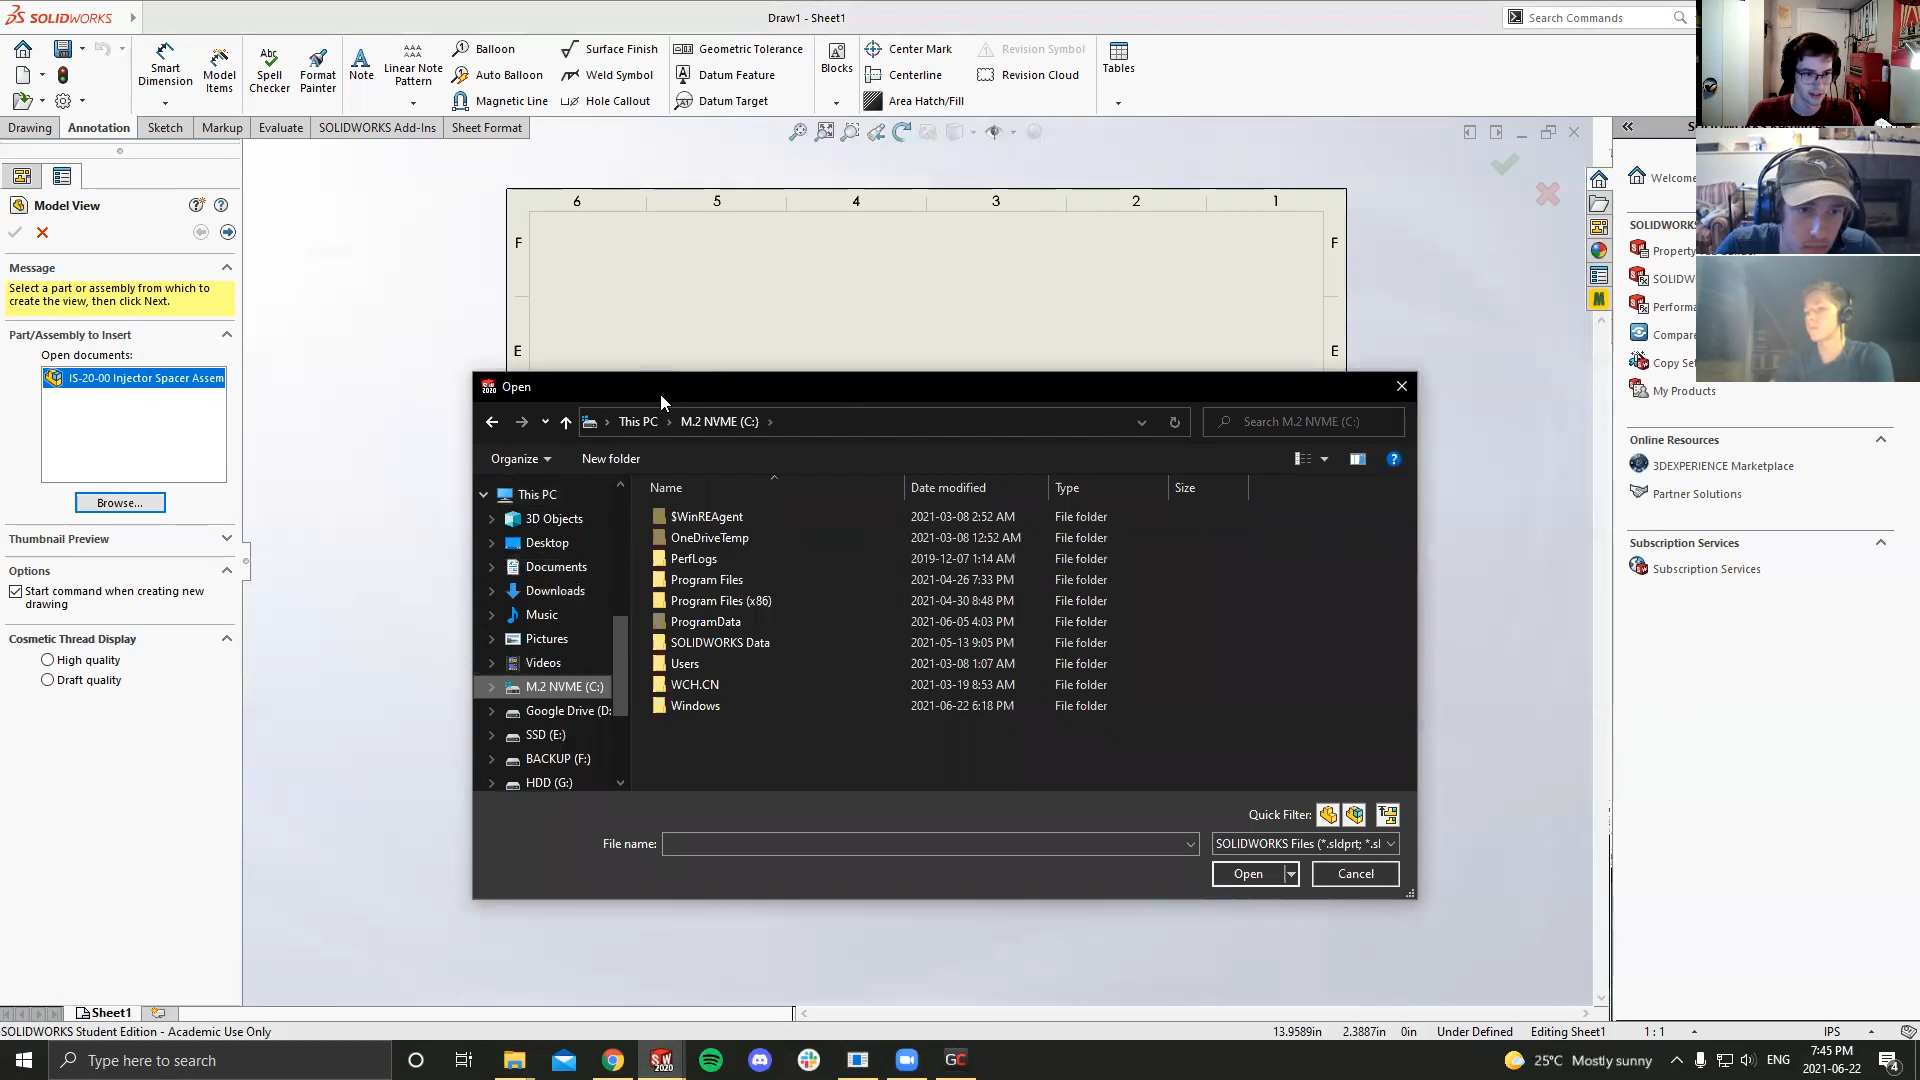 SOLIDWORKS
Draw1 - Sheet1
Search Commands
Smart Dimension
Model Items
Spell Checker
Format Painter
Note
Linear Note Pattern
Balloon
Auto Balloon
Magnetic Line
Surface Finish
Weld Symbol
Hole Callout
Geometric Tolerance
Datum Feature
Datum Target
Blocks
Center Mark
Centerline
Area Hatch/Fill
Revision Symbol
Revision Cloud
Tables
Drawing Annotation Sketch Markup Evaluate SOLIDWORKS Add-Ins Sheet Format
Model View
Message
Select a part or assembly from which to
create the view, then click Next.
Part/Assembly to Insert
Open documents:
IS-20-00 Injector Spacer Assem
Browse...
Thumbnail Preview
Options
Start command when creating new
drawing
Cosmetic Thread Display
High quality
Draft quality
6 5 4 3 2 1
F F
E E
Open
This PC > M.2 NVME (C:) >
Search M.2 NVME (C:)
Organize
New folder
This PC
3D Objects
Desktop
Documents
Downloads
Music
Pictures
Videos
M.2 NVME (C:)
Google Drive (D:
SSD (E:)
BACKUP (F:)
HDD (G:)
Name Date modified Type Size
$WinREAgent 2021-03-08 2:52 AM File folder
OneDriveTemp 2021-03-08 12:52 AM File folder
PerfLogs 2019-12-07 1:14 AM File folder
Program Files 2021-04-26 7:33 PM File folder
Program Files (x86) 2021-04-30 8:48 PM File folder
ProgramData 2021-06-05 4:03 PM File folder
SOLIDWORKS Data 2021-05-13 9:05 PM File folder
Users 2021-03-08 1:07 AM File folder
WCH.CN 2021-03-19 8:53 AM File folder
Windows 2021-06-22 6:18 PM File folder
Quick Filter:
File name:
SOLIDWORKS Files (*.sldprt; *.sl
Open
Cancel
Welcome
SOLIDWORKS
Property
SOLIDW
Performa
Compare
Copy Se
My Products
Online Resources
3DEXPERIENCE Marketplace
Partner Solutions
Subscription Services
Subscription Services
Sheet1
SOLIDWORKS Student Edition - Academic Use Only
13.9589in 2.3887in 0in Under Defined Editing Sheet1 1 : 1 IPS
Type here to search
SW 2020
GC
25°C Mostly sunny
ENG
7:45 PM
2021-06-22
4